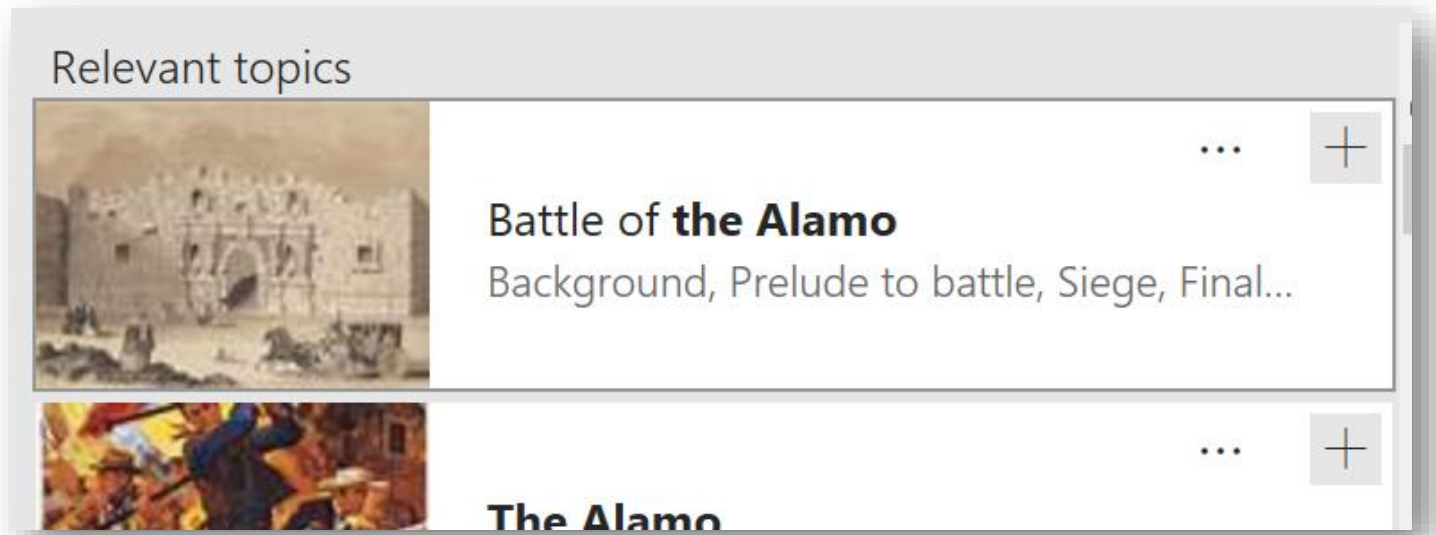 Relevant topics
...
Battle of the Alamo
Background, Prelude to battle, Siege, Final...
...
The Alamo